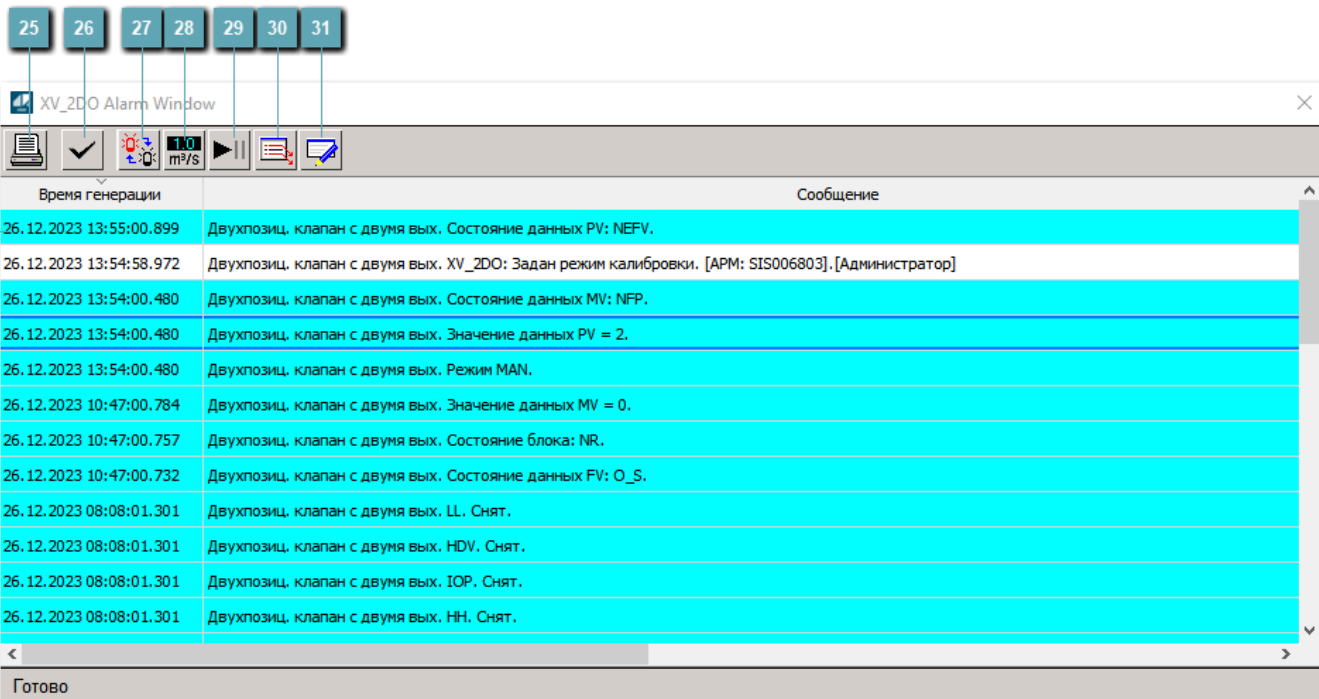 25 26 27 28 29 30 31
XV_2DO Alarm Window
1.0
m³/s
Время генерации Сообщение
26.12.2023 13:55:00.899 Двухпозиц. клапан с двумя вых. Состояние данных PV: NEFV.
26.12.2023 13:54:58.972 Двухпозиц. клапан с двумя вых. XV_2DO: Задан режим калибровки. [АРМ: SIS006803].[Администратор]
26.12.2023 13:54:00.480 Двухпозиц. клапан с двумя вых. Состояние данных MV: NFP.
26.12.2023 13:54:00.480 Двухпозиц. клапан с двумя вых. Значение данных PV = 2.
26.12.2023 13:54:00.480 Двухпозиц. клапан с двумя вых. Режим MAN.
26.12.2023 10:47:00.784 Двухпозиц. клапан с двумя вых. Значение данных MV = 0.
26.12.2023 10:47:00.757 Двухпозиц. клапан с двумя вых. Состояние блока: NR.
26.12.2023 10:47:00.732 Двухпозиц. клапан с двумя вых. Состояние данных FV: O_S.
26.12.2023 08:08:01.301 Двухпозиц. клапан с двумя вых. LL. Снят.
26.12.2023 08:08:01.301 Двухпозиц. клапан с двумя вых. HDV. Снят.
26.12.2023 08:08:01.301 Двухпозиц. клапан с двумя вых. IOP. Снят.
26.12.2023 08:08:01.301 Двухпозиц. клапан с двумя вых. HH. Снят.
Готово